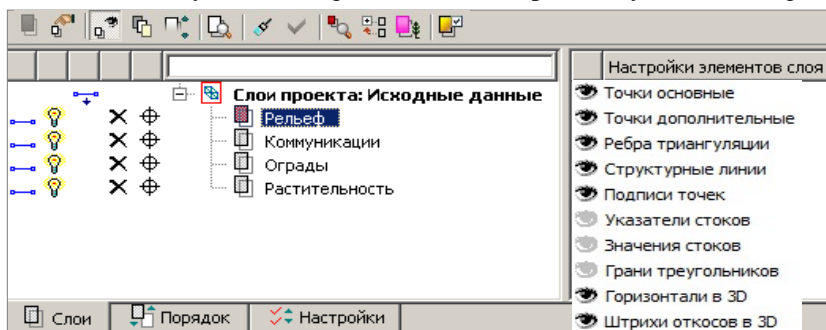 Слои проекта: Исходные данные
Рельеф
Коммуникации
Ограды
Растительность
Слои
Порядок
Настройки
Настройки элементов слоя
Точки основные
Точки дополнительные
Ребра триангуляции
Структурные линии
Подписи точек
Указатели стоков
Значения стоков
Грани треугольников
Горизонтали в 3D
Штрихи откосов в 3D